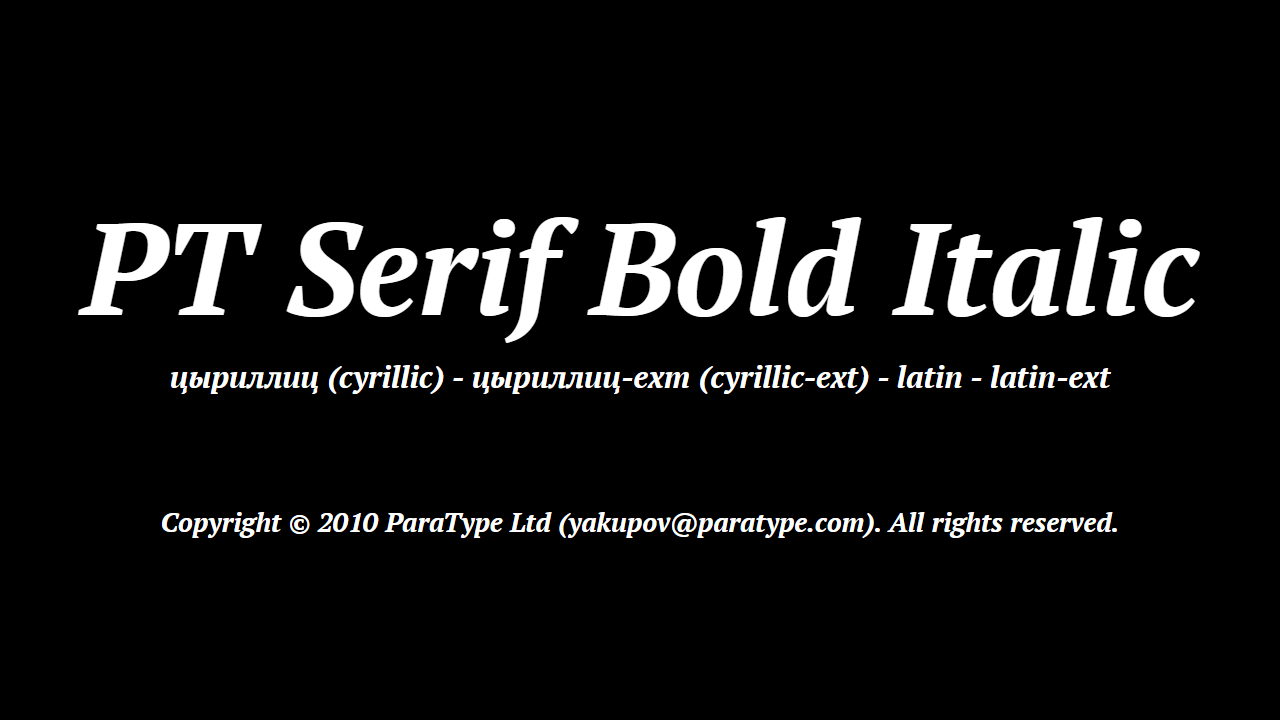 PT Serif Bold Italic
цыриллиц (cyrillic) - цыриллиц-ехт (cyrillic-ext) - latin - latin-ext
Copyright © 2010 ParaType Ltd (yakupov@paratype.com). All rights reserved.